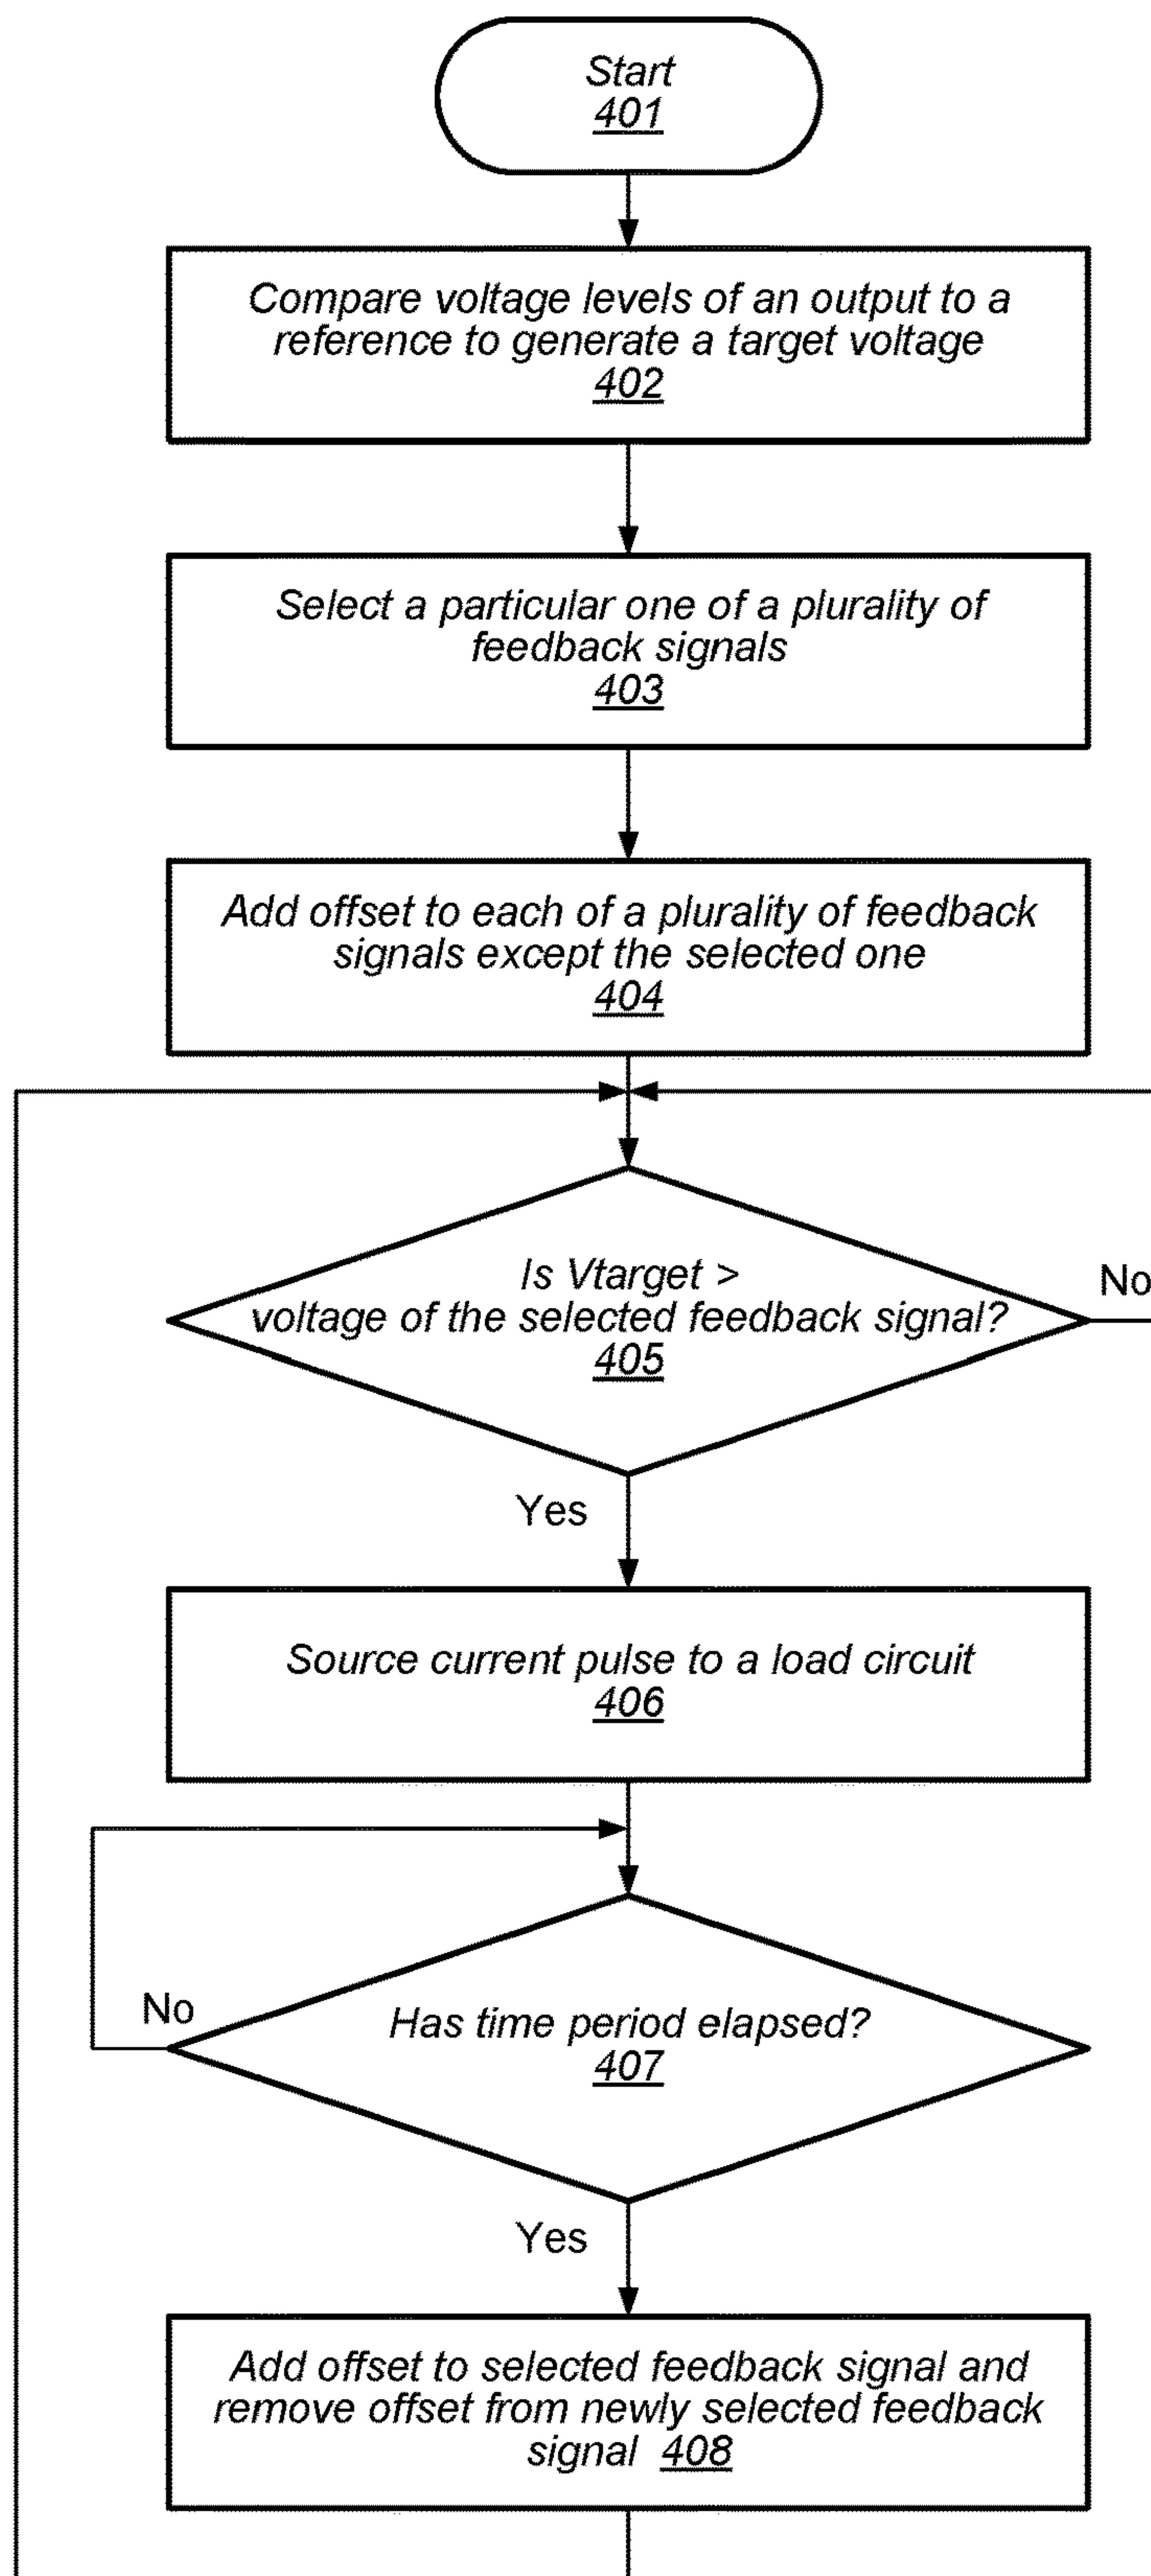 Start
401
Compare voltage levels of an output to a
reference to generate a target voltage
402
Select a particular one of a plurality of
feedback signals
403
Add offset to each of a plurality of feedback
signals except the selected one
404
Is Vtarget >
voltage of the selected feedback signal?
405
No
Yes
Source current pulse to a load circuit
406
Has time period elapsed?
407
No
Yes
Add offset to selected feedback signal and
remove offset from newly selected feedback
signal 408